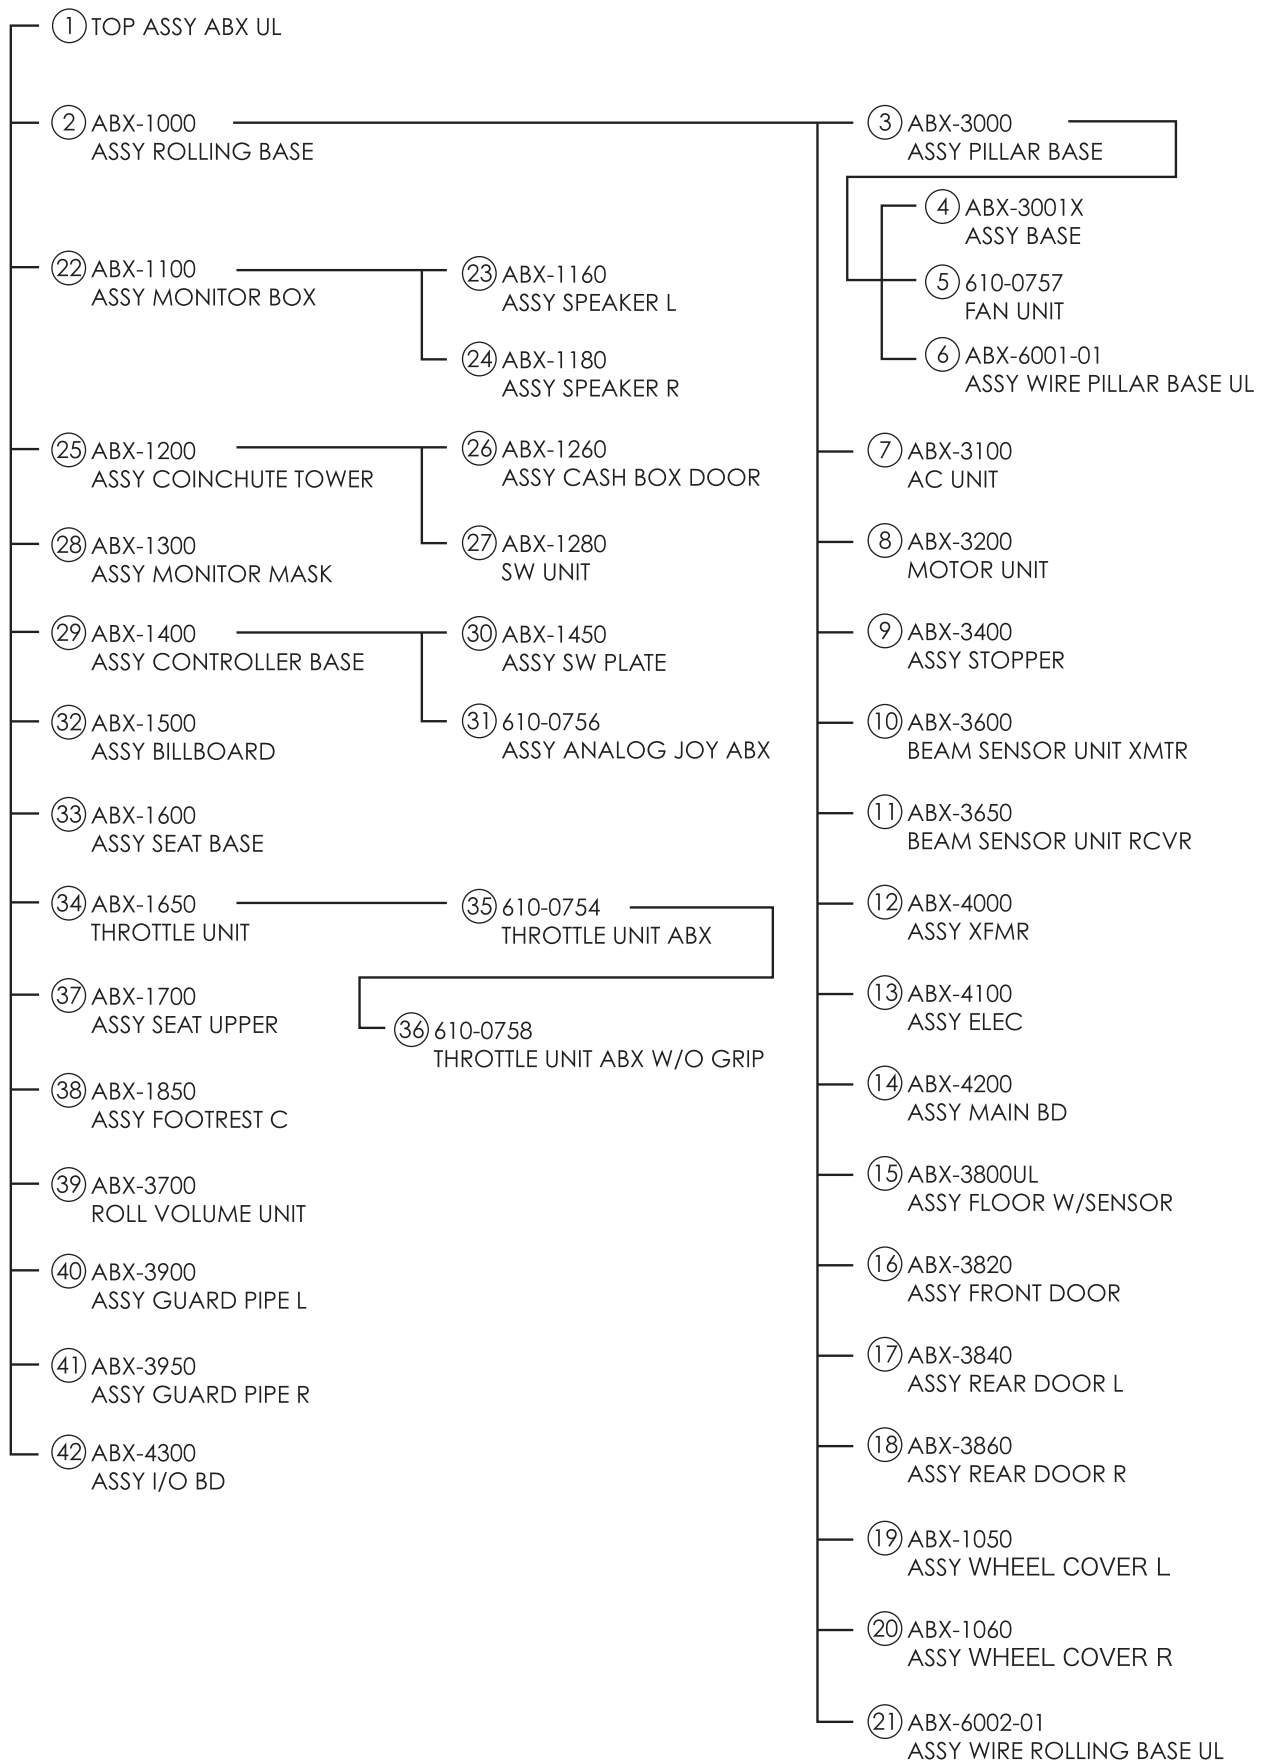 1 TOP ASSY ABX UL
2 ABX-1000
ASSY ROLLING BASE
3 ABX-3000
ASSY PILLAR BASE
4 ABX-3001X
ASSY BASE
5 610-0757
FAN UNIT
6 ABX-6001-01
ASSY WIRE PILLAR BASE UL
7 ABX-3100
AC UNIT
8 ABX-3200
MOTOR UNIT
9 ABX-3400
ASSY STOPPER
10 ABX-3600
BEAM SENSOR UNIT XMTR
11 ABX-3650
BEAM SENSOR UNIT RCVR
12 ABX-4000
ASSY XFMR
13 ABX-4100
ASSY ELEC
14 ABX-4200
ASSY MAIN BD
15 ABX-3800UL
ASSY FLOOR W/SENSOR
16 ABX-3820
ASSY FRONT DOOR
17 ABX-3840
ASSY REAR DOOR L
18 ABX-3860
ASSY REAR DOOR R
19 ABX-1050
ASSY WHEEL COVER L
20 ABX-1060
ASSY WHEEL COVER R
21 ABX-6002-01
ASSY WIRE ROLLING BASE UL
22 ABX-1100
ASSY MONITOR BOX
23 ABX-1160
ASSY SPEAKER L
24 ABX-1180
ASSY SPEAKER R
25 ABX-1200
ASSY COINCHUTE TOWER
26 ABX-1260
ASSY CASH BOX DOOR
27 ABX-1280
SW UNIT
28 ABX-1300
ASSY MONITOR MASK
29 ABX-1400
ASSY CONTROLLER BASE
30 ABX-1450
ASSY SW PLATE
31 610-0756
ASSY ANALOG JOY ABX
32 ABX-1500
ASSY BILLBOARD
33 ABX-1600
ASSY SEAT BASE
34 ABX-1650
THROTTLE UNIT
35 610-0754
THROTTLE UNIT ABX
36 610-0758
THROTTLE UNIT ABX W/O GRIP
37 ABX-1700
ASSY SEAT UPPER
38 ABX-1850
ASSY FOOTREST C
39 ABX-3700
ROLL VOLUME UNIT
40 ABX-3900
ASSY GUARD PIPE L
41 ABX-3950
ASSY GUARD PIPE R
42 ABX-4300
ASSY I/O BD